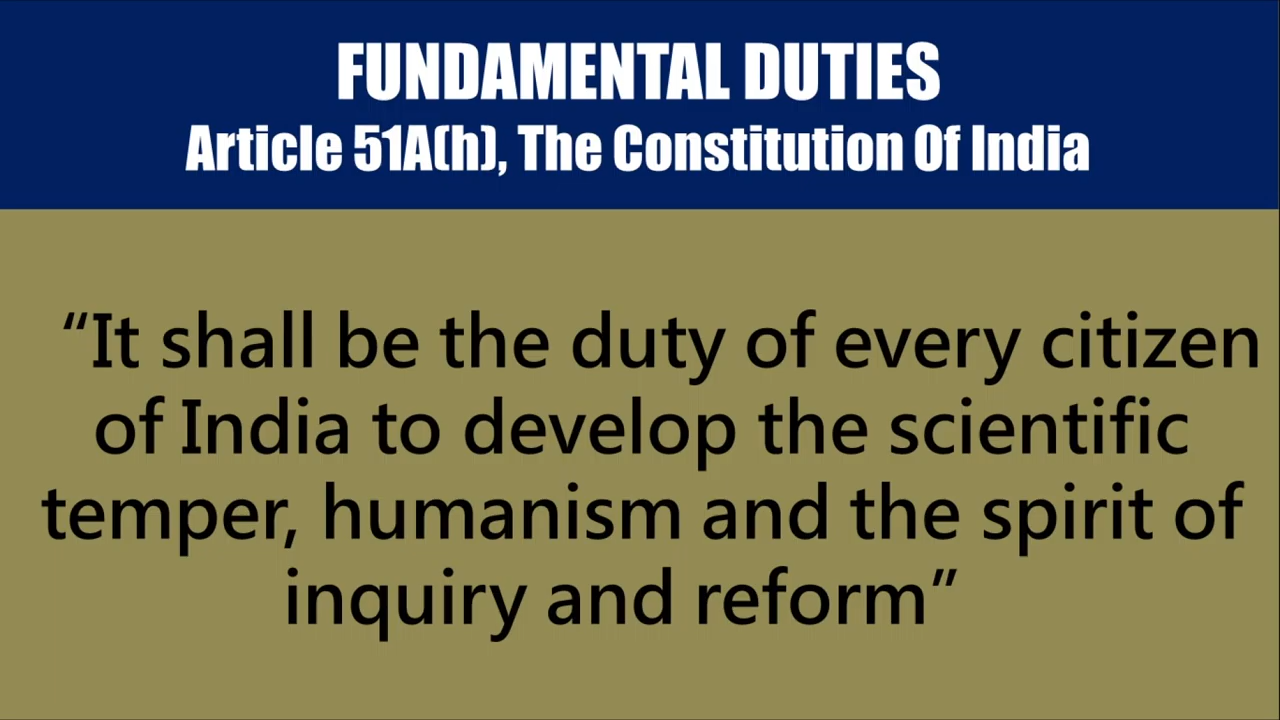 FUNDAMENTAL DUTIES
Article 51A(h), The Constitution Of India
“It shall be the duty of every citizen
of India to develop the scientific
temper, humanism and the spirit of
inquiry and reform”